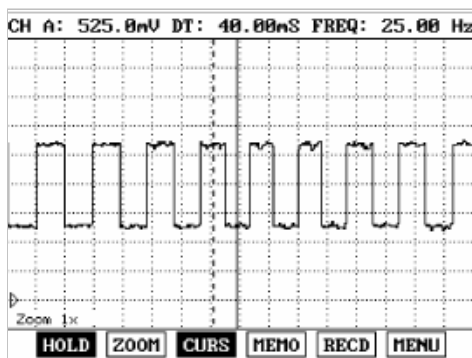 CH A: 525.0mV DT: 40.00mS FREQ: 25.00 Hz
Zoom 1x
HOLD ZOOM CURS MEMO RECD MENU